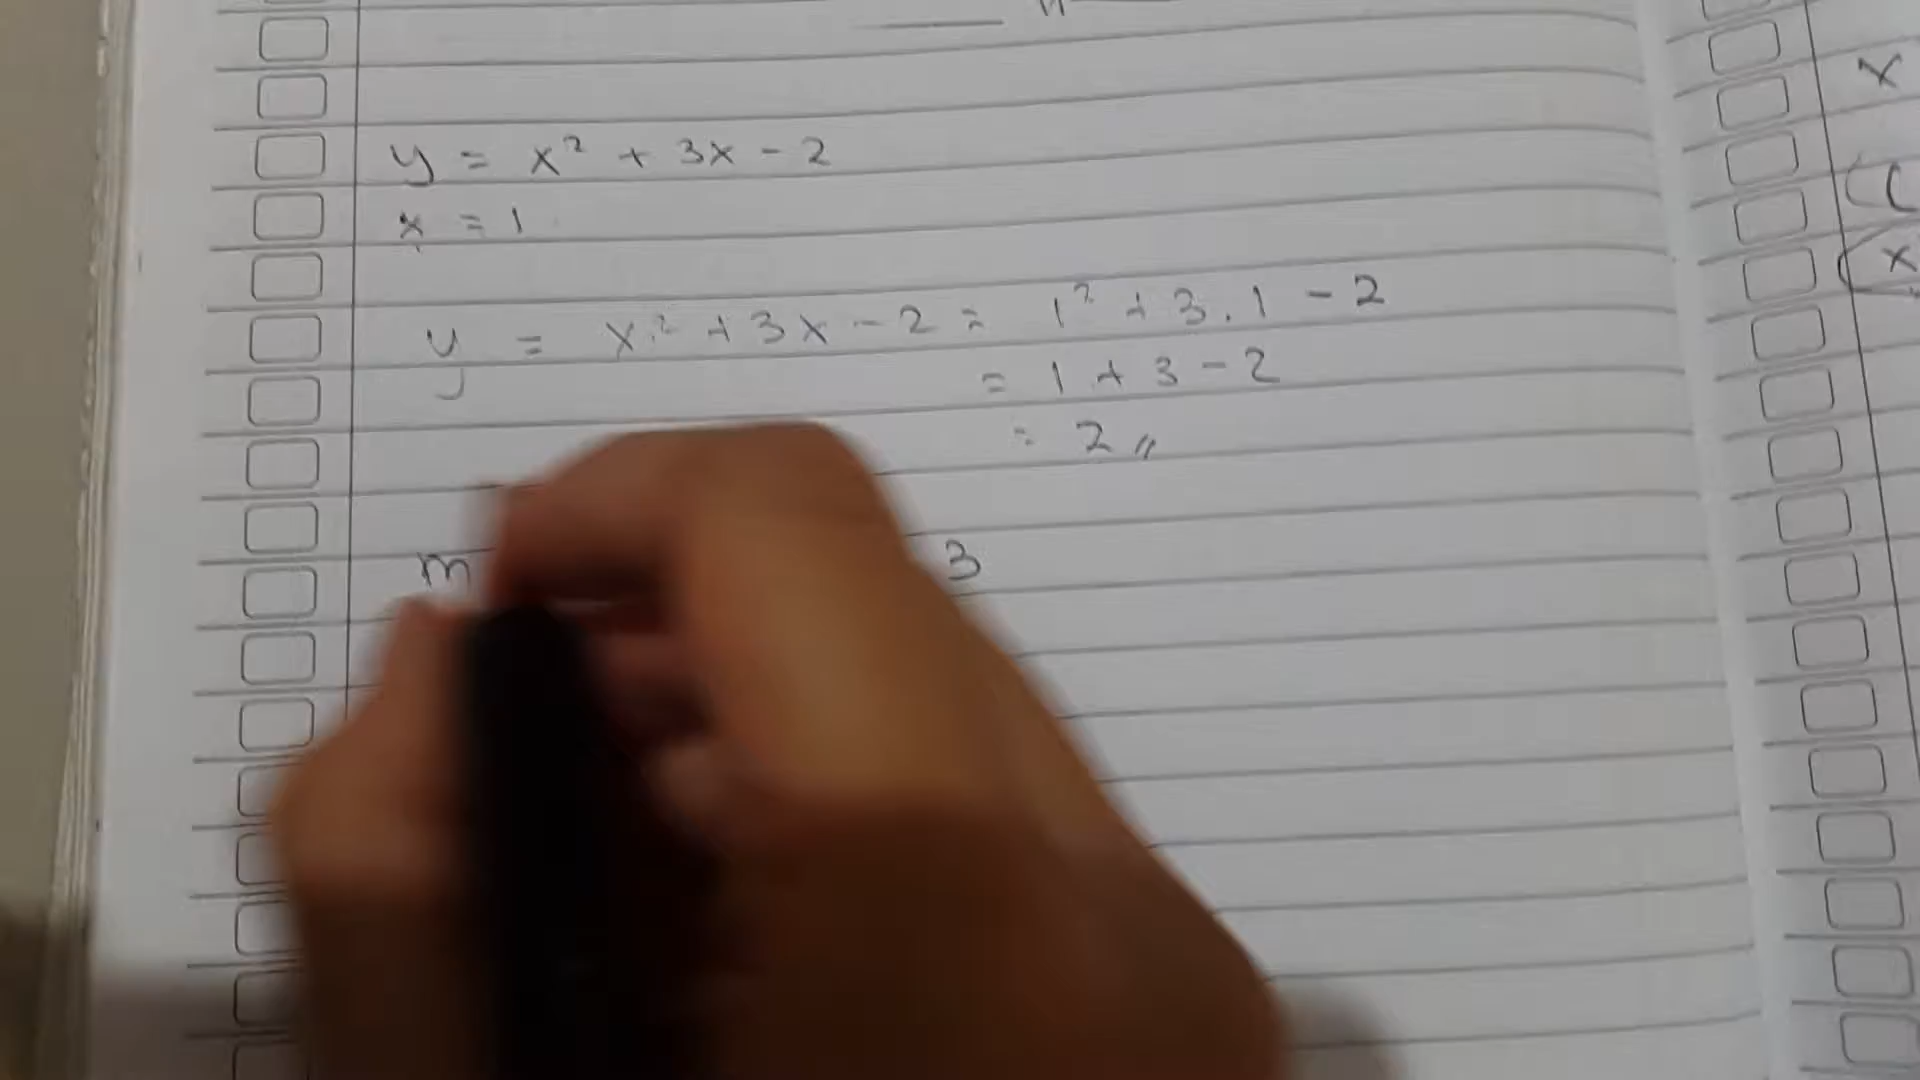 y = x² + 3x - 2
x = 1
y = x² + 3x - 2 = 1² + 3 . 1 - 2
= 1 + 3 - 2
= 2 //
m 3
x
(
x